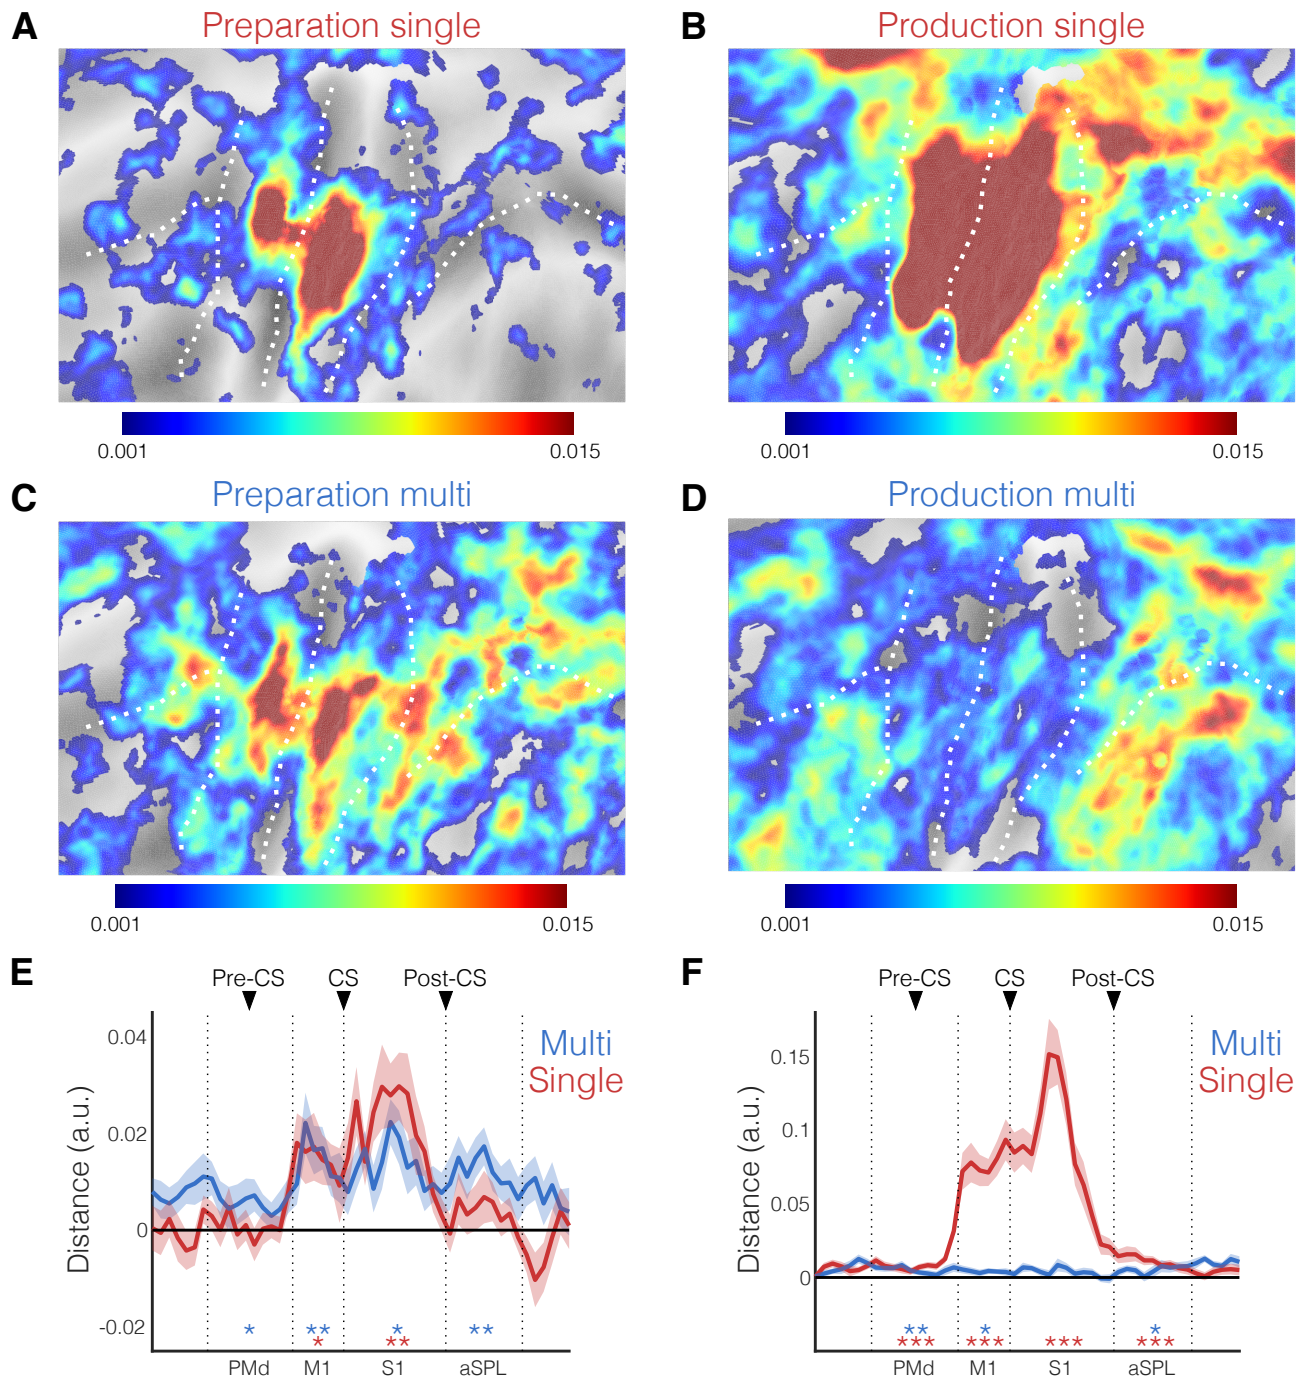 A Preparation single
B Production single
0.001 0.015
0.001 0.015
C Preparation multi
D Production multi
0.001 0.015
0.001 0.015
E
Pre-CS CS Post-CS
Multi
Single
Distance (a.u.)
0.04
0.02
0
-0.02
* ** * **
* **
PMd M1 S1 aSPL
F
Pre-CS CS Post-CS
Multi
Single
Distance (a.u.)
0.15
0.1
0.05
0
** * *
*** *** *** ***
PMd M1 S1 aSPL